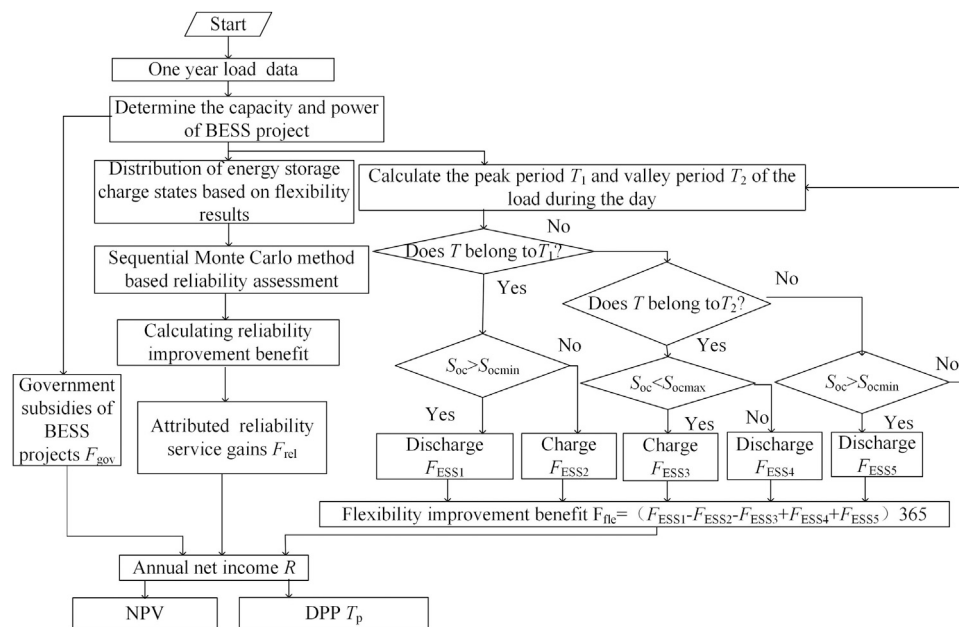 Start
One year load data
Determine the capacity and power
of BESS project
Distribution of energy storage
charge states based on flexibility
results
Calculate the peak period T₁ and valley period T₂ of the
load during the day
Sequential Monte Carlo method
based reliability assessment
Does T belong toT₁?
No
Yes
Does T belong toT₂?
No
Yes
Calculating reliability
improvement benefit
Soc>Socmin
No
Yes
Soc<Socmax
No
Yes
Soc>Socmin
No
Yes
Government
subsidies of
BESS
projects Fgov
Attributed reliability
service gains Frel
Discharge
FESS1
Charge
FESS2
Charge
FESS3
Discharge
FESS4
Discharge
FESS5
Flexibility improvement benefit Fflc=（FESS1-FESS2-FESS3+FESS4+FESS5）365
Annual net income R
NPV
DPP Tp